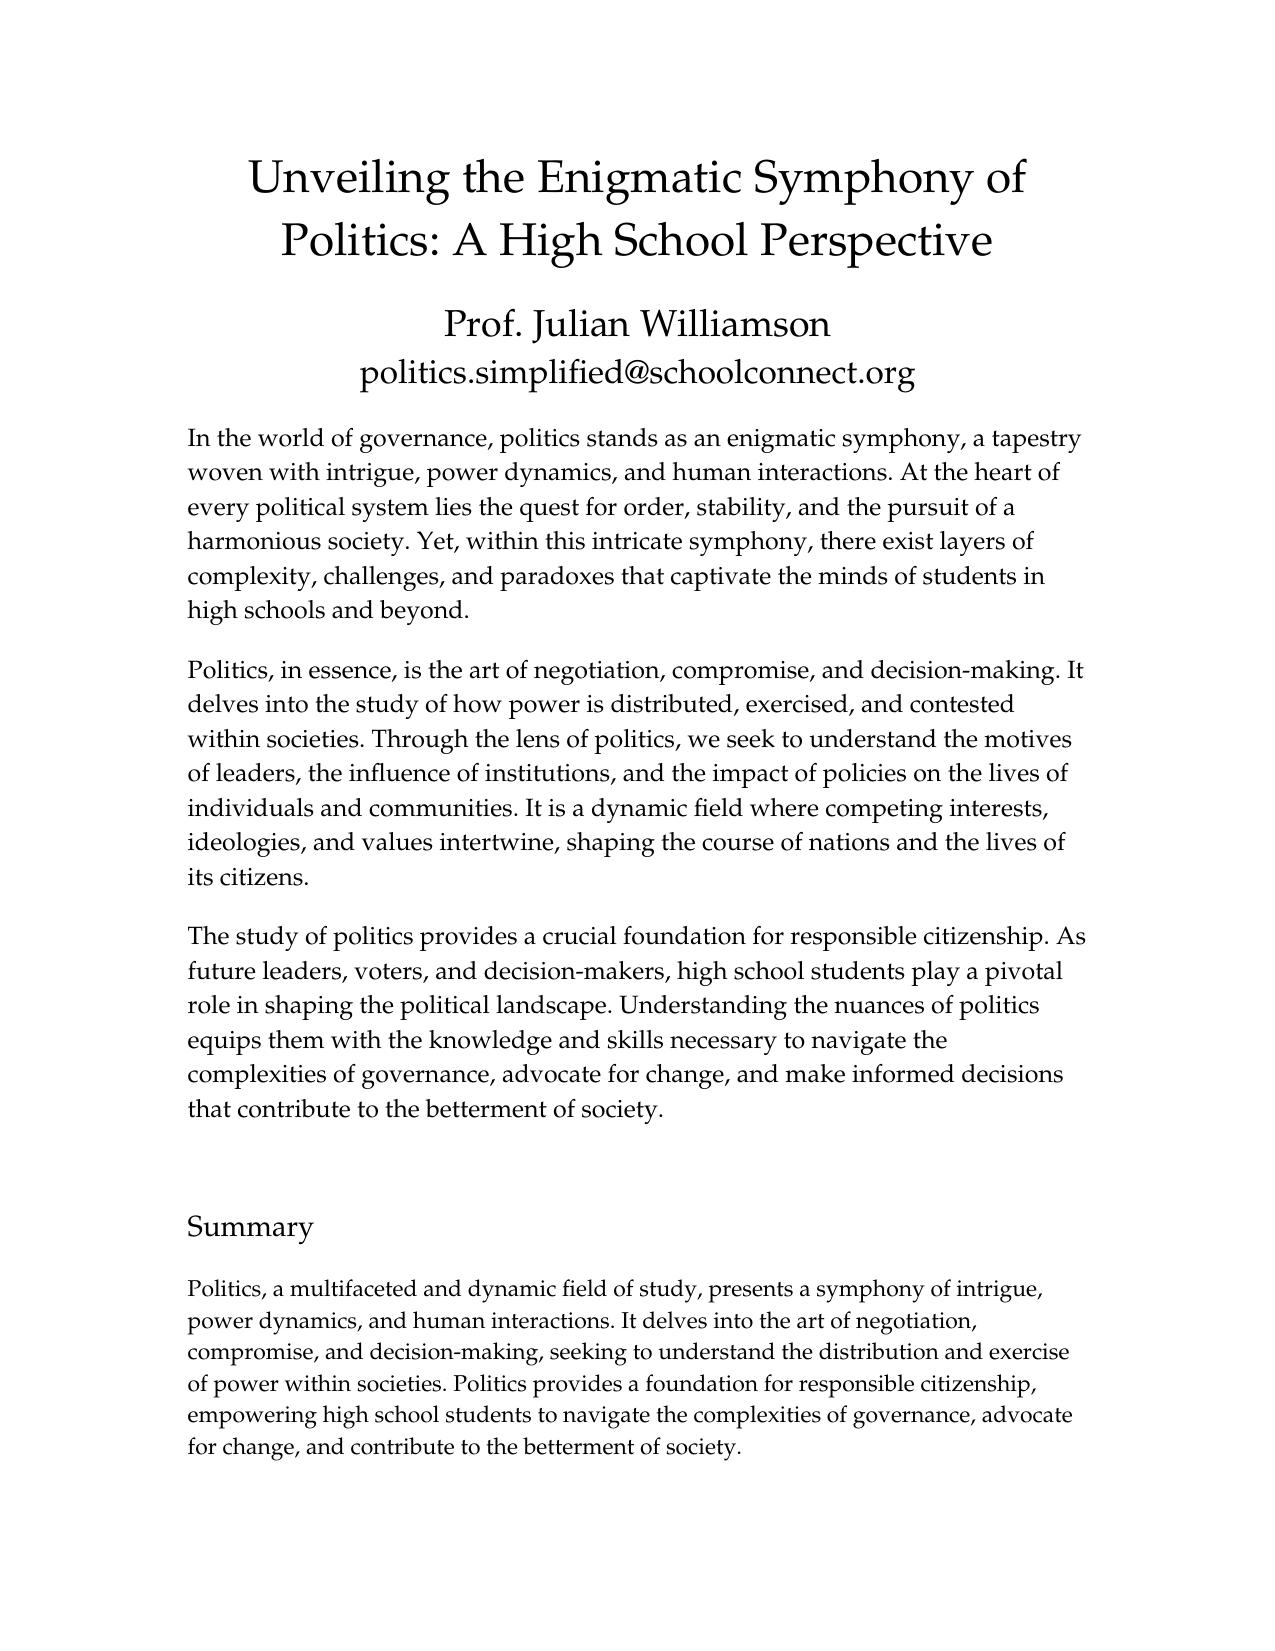 Unveiling the Enigmatic Symphony of
Politics: A High School Perspective
Prof. Julian Williamson
politics.simplified@schoolconnect.org
In the world of governance, politics stands as an enigmatic symphony, a tapestry
woven with intrigue, power dynamics, and human interactions. At the heart of
every political system lies the quest for order, stability, and the pursuit of a
harmonious society. Yet, within this intricate symphony, there exist layers of
complexity, challenges, and paradoxes that captivate the minds of students in
high schools and beyond.
Politics, in essence, is the art of negotiation, compromise, and decision-making. It
delves into the study of how power is distributed, exercised, and contested
within societies. Through the lens of politics, we seek to understand the motives
of leaders, the influence of institutions, and the impact of policies on the lives of
individuals and communities. It is a dynamic field where competing interests,
ideologies, and values intertwine, shaping the course of nations and the lives of
its citizens.
The study of politics provides a crucial foundation for responsible citizenship. As
future leaders, voters, and decision-makers, high school students play a pivotal
role in shaping the political landscape. Understanding the nuances of politics
equips them with the knowledge and skills necessary to navigate the
complexities of governance, advocate for change, and make informed decisions
that contribute to the betterment of society.
Summary
Politics, a multifaceted and dynamic field of study, presents a symphony of intrigue,
power dynamics, and human interactions. It delves into the art of negotiation,
compromise, and decision-making, seeking to understand the distribution and exercise
of power within societies. Politics provides a foundation for responsible citizenship,
empowering high school students to navigate the complexities of governance, advocate
for change, and contribute to the betterment of society.